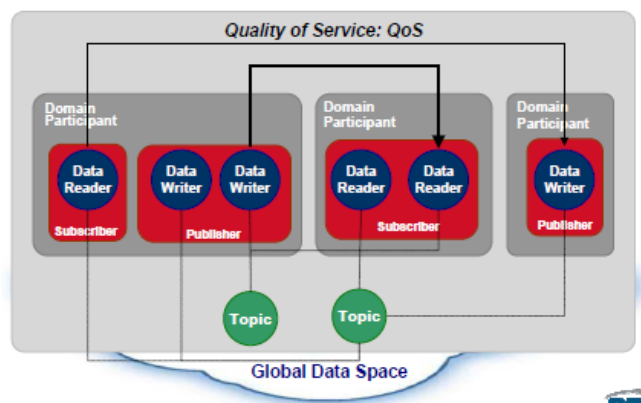 Quality of Service: QoS
Domain
Participant
Domain
Participant
Domain
Participant
Data
Reader
Data
Writer
Data
Writer
Data
Reader
Data
Reader
Data
Writer
Subscriber
Publisher
Subscriber
Publisher
Topic
Topic
Global Data Space